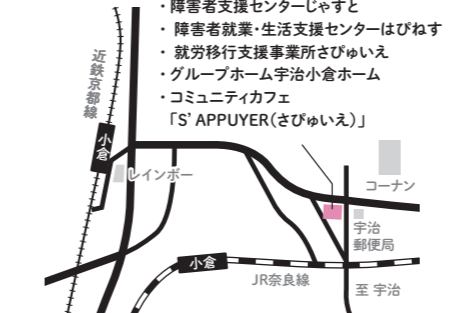 ・障害者支援センターじゃすと
・ 障害者就業・生活支援センターはぴねす
・ 就労移行支援事業所さぴゅいえ
・グループホーム宇治小倉ホーム
・コミュニティカフェ
「S' APPUYER(さぴゅいえ)」
近鉄京都線
小倉
レインボー
コーナン
宇治
郵便局
小倉
JR奈良線
至 宇治